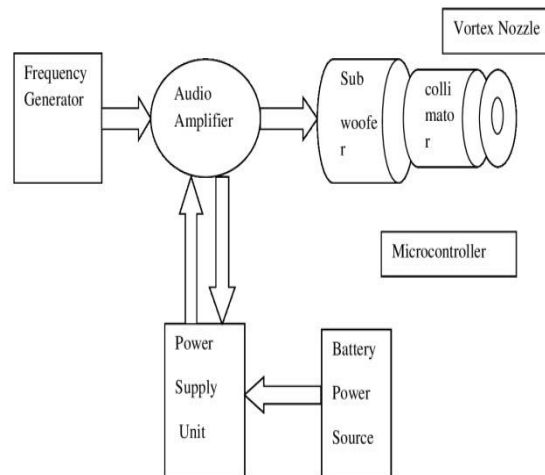 Vortex Nozzle
Frequency
Generator
Audio
Amplifier
Sub
woofe
r
colli
mato
r
Microcontroller
Power
Supply
Unit
Battery
Power
Source